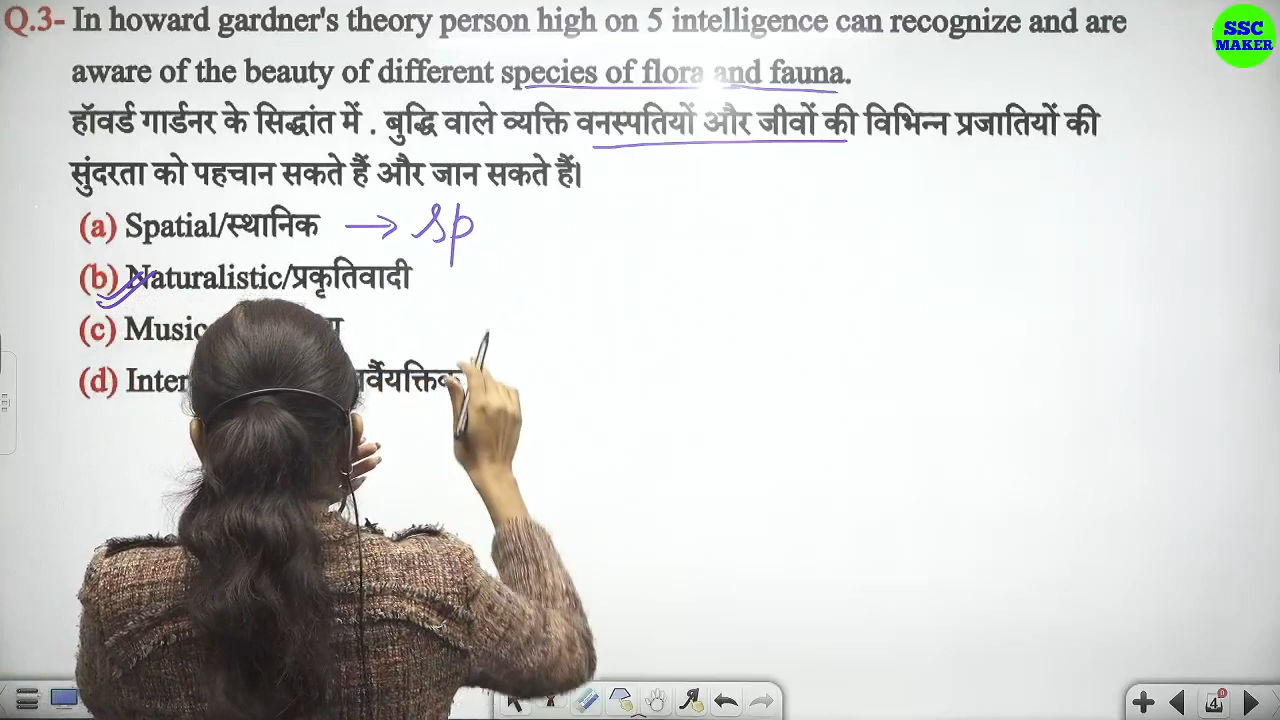 Q.3- In howard gardner's theory person high on 5 intelligence can recognize and are
aware of the beauty of different species of flora and fauna.
हॉवर्ड गार्डनर के सिद्धांत में . बुद्धि वाले व्यक्ति वनस्पतियों और जीवों की विभिन्न प्रजातियों की
सुंदरता को पहचान सकते हैं और जान सकते हैं।
(a) Spatial/स्थानिक → sp
(b) Naturalistic/प्रकृतिवादी
(c)
(d)
SSC
MAKER
4